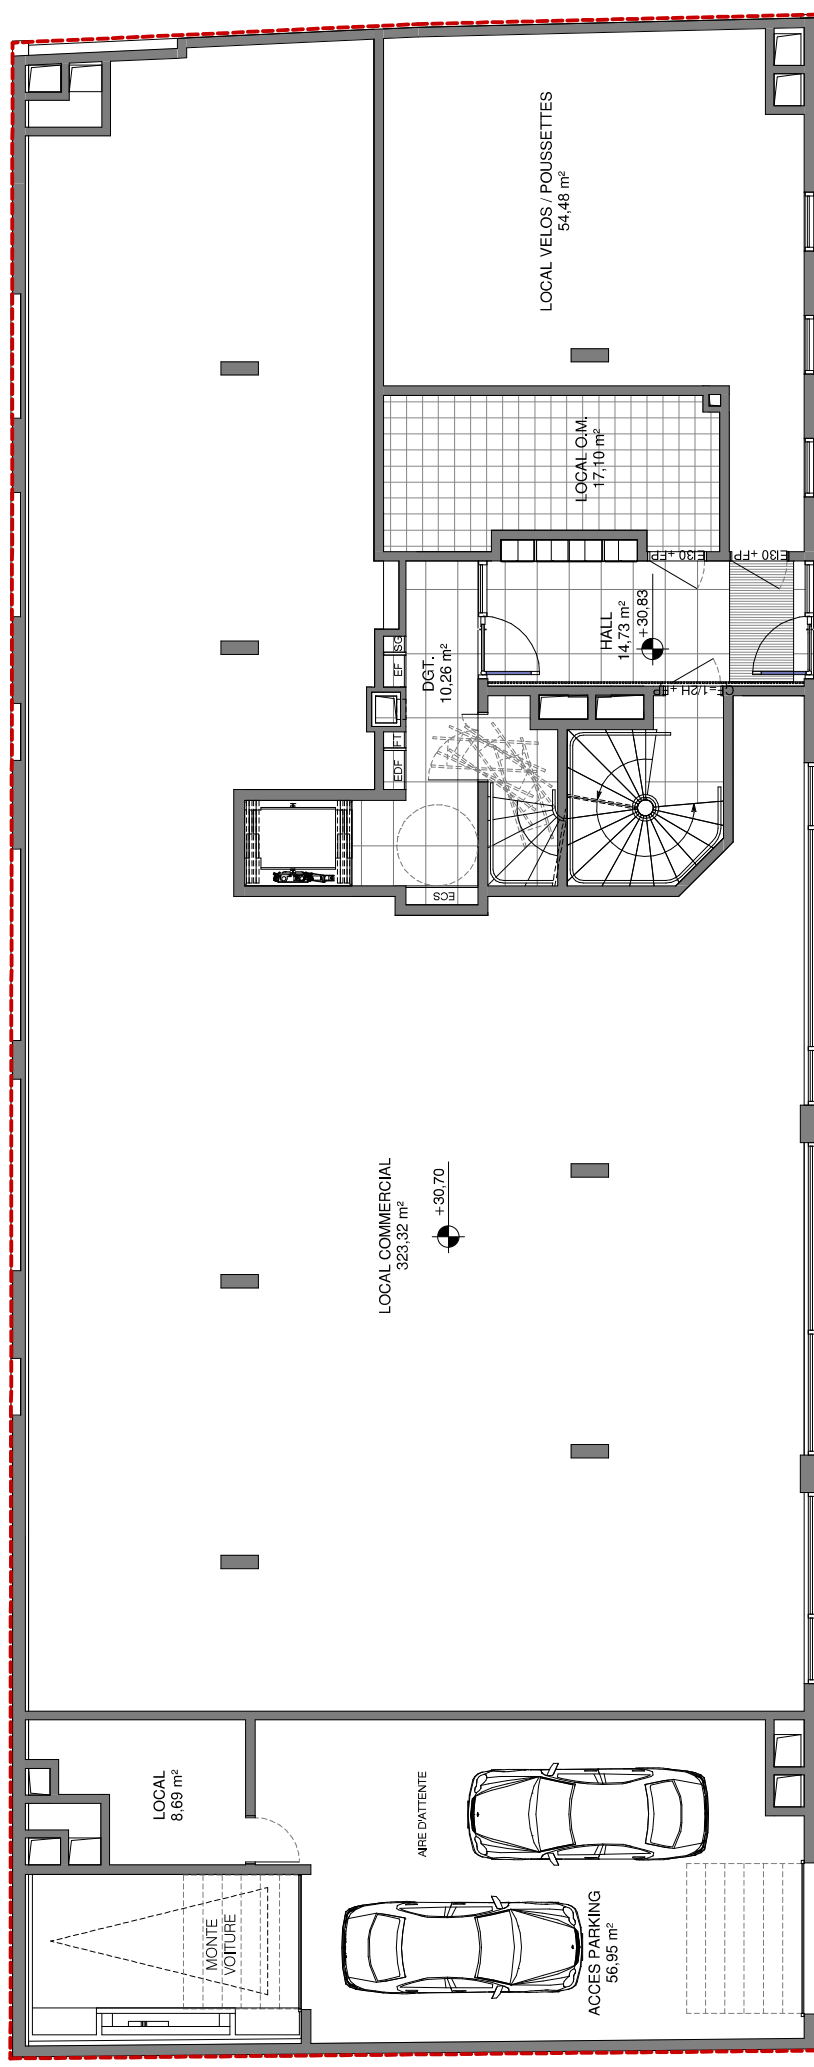 LOCAL VELOS / POUSSETTES
54,48 m²
LOCAL O.M.
17,10 m²
EI30 +FP
EI30 +FP
HALL
14,73 m²
+30,83
CF=1/2H +FP
DGT.
10,26 m²
SG
EF
FT
EDF
ECS
LOCAL COMMERCIAL
323,32 m²
+30,70
LOCAL
8,69 m²
AIRE D'ATTENTE
MONTE
VOITURE
ACCES PARKING
56,95 m²